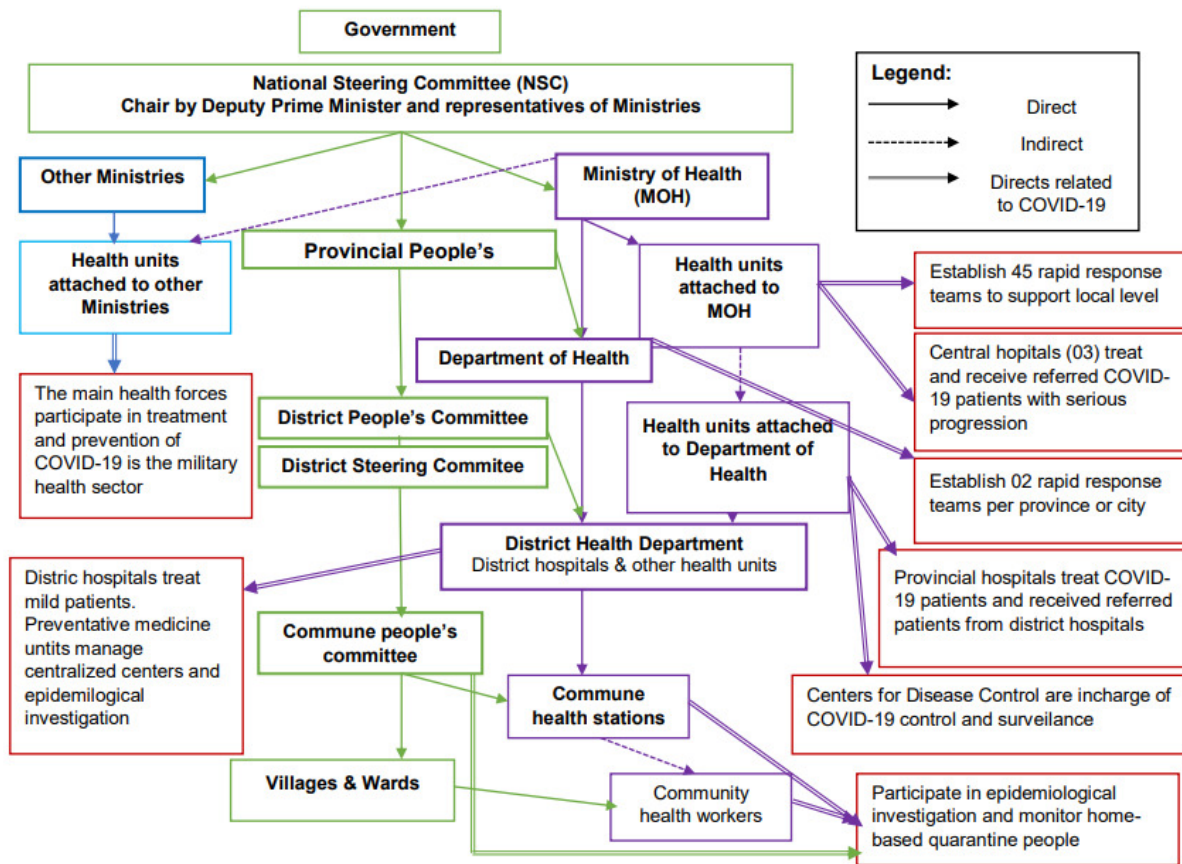 Government
National Steering Committee (NSC)
Chair by Deputy Prime Minister and representatives of Ministries
Legend:
Direct
Indirect
Directs related
to COVID-19
Other Ministries
Ministry of Health
(MOH)
Health units
attached to other
Ministries
Provincial People's
Health units
attached to
MOH
Establish 45 rapid response
teams to support local level
Department of Health
Central hopitals (03) treat
and receive referred COVID-
19 patients with serious
progression
The main health forces
participate in treatment
and prevention of
COVID-19 is the military
health sector
District People's Committee
District Steering Commitee
Health units attached
to Department of
Health
Establish 02 rapid response
teams per province or city
District Health Department
District hospitals & other health units
Distric hospitals treat
mild patients.
Preventative medicine
untits manage
centralized centers and
epidemilogical
investigation
Provincial hospitals treat COVID-
19 patients and received referred
patients from district hospitals
Commune people's
committee
Commune
health stations
Centers for Disease Control are incharge of
COVID-19 control and surveilance
Villages & Wards
Community
health workers
Participate in epidemiological
investigation and monitor home-
based quarantine people